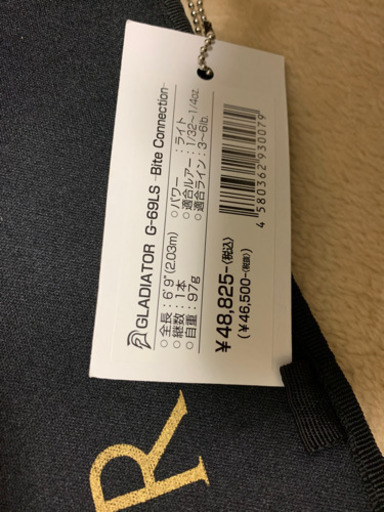 GLADIATOR G-69LS -Bite Connection-
○全長：6'9"(2.03m) ○パワー ：ライト
○継数：1本 ○適合ルアー：1/32～1/4oz.
○自重：97g ○適合ライン：3～6lb.
￥48,825-〈税込〉
(￥46,500-〈税抜〉)
4 580362 930079
R